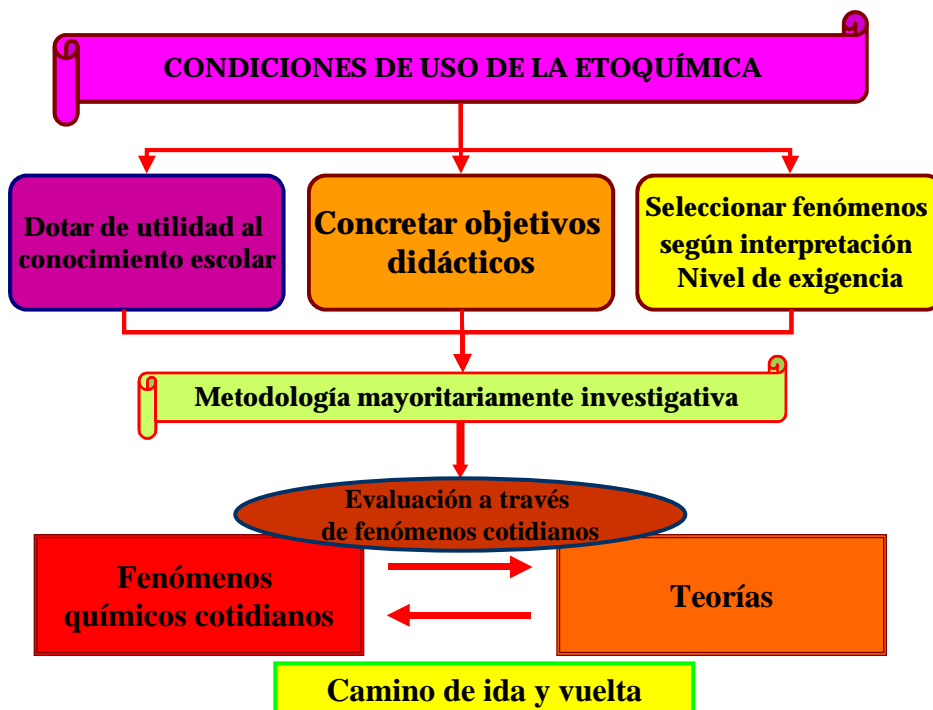 CONDICIONES DE USO DE LA ETOQUÍMICA
Dotar de utilidad al
conocimiento escolar
Concretar objetivos
didácticos
Seleccionar fenómenos
según interpretación
Nivel de exigencia
Metodología mayoritariamente investigativa
Evaluación a través
de fenómenos cotidianos
Fenómenos
químicos cotidianos
Teorías
Camino de ida y vuelta